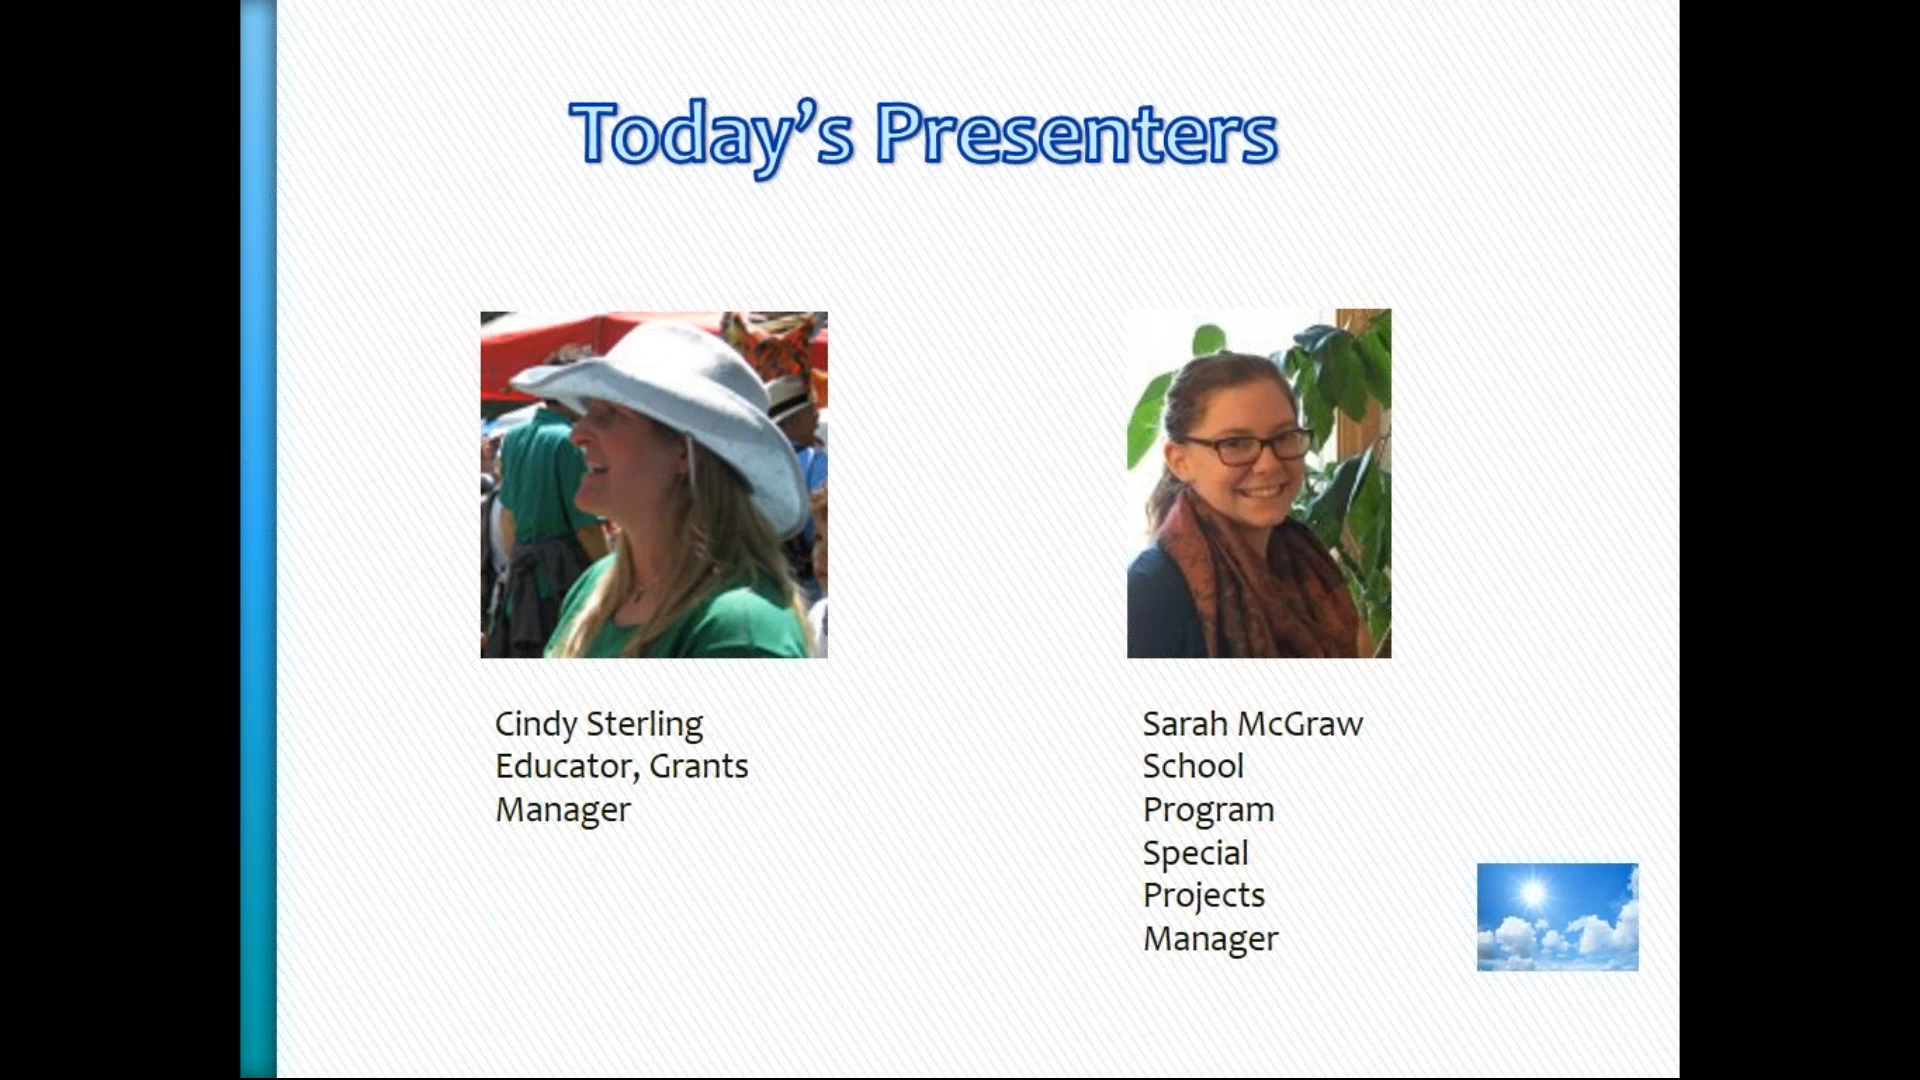 Today’s Presenters
Cindy Sterling
Educator, Grants
Manager
Sarah McGraw
School
Program
Special
Projects
Manager